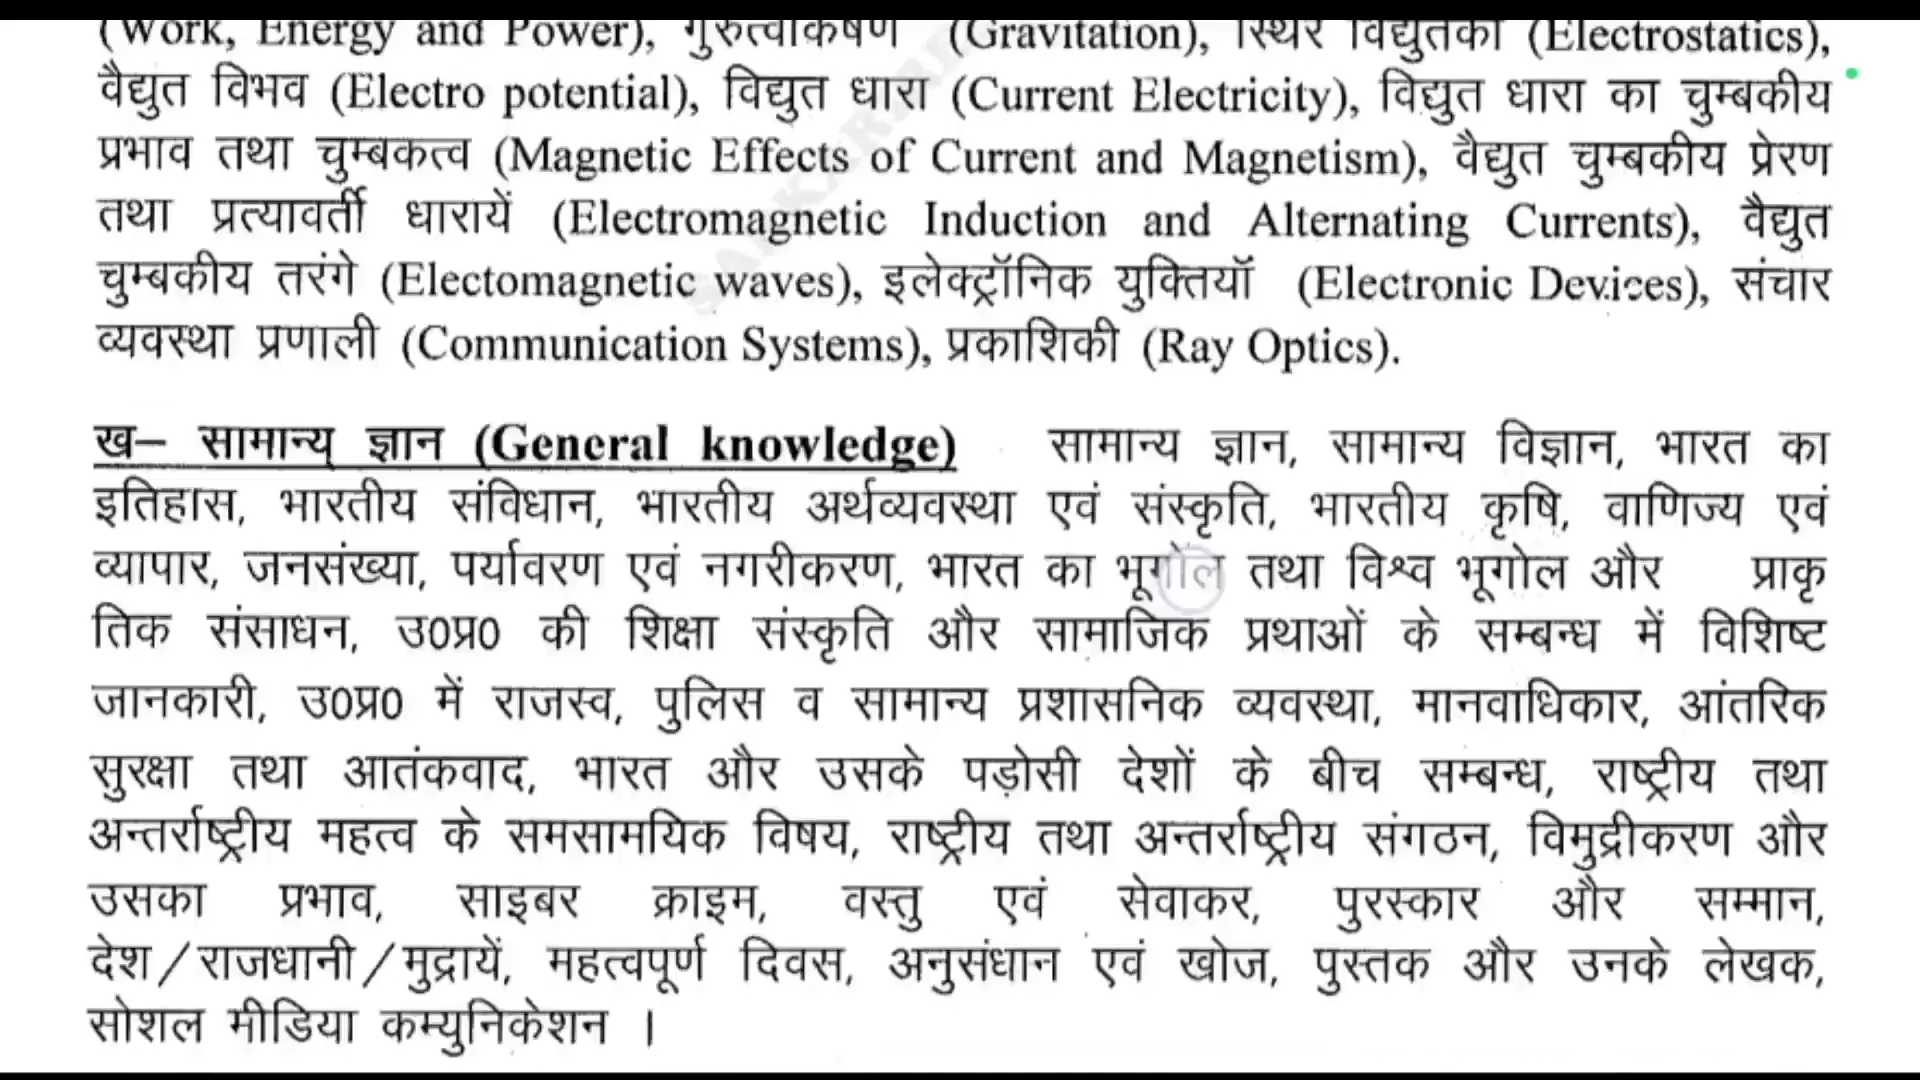 (Work, Energy and Power), गुरुत्वाकर्षण (Gravitation), स्थिर विद्युतकी (Electrostatics),
वैद्युत विभव (Electro potential), विद्युत धारा (Current Electricity), विद्युत धारा का चुम्बकीय
प्रभाव तथा चुम्बकत्व (Magnetic Effects of Current and Magnetism), वैद्युत चुम्बकीय प्रेरण
तथा प्रत्यावर्ती धारायें (Electromagnetic Induction and Alternating Currents), वैद्युत
चुम्बकीय तरंगे (Electomagnetic waves), इलेक्ट्रॉनिक युक्तियॉ (Electronic Devices), संचार
व्यवस्था प्रणाली (Communication Systems), प्रकाशिकी (Ray Optics).
ख– सामान्य् ज्ञान (General knowledge) सामान्य ज्ञान, सामान्य विज्ञान, भारत का
इतिहास, भारतीय संविधान, भारतीय अर्थव्यवस्था एवं संस्कृति, भारतीय कृषि, वाणिज्य एवं
व्यापार, जनसंख्या, पर्यावरण एवं नगरीकरण, भारत का भूगोल तथा विश्व भूगोल और प्राकृ
तिक संसाधन, उ0प्र0 की शिक्षा संस्कृति और सामाजिक प्रथाओं के सम्बन्ध में विशिष्ट
जानकारी, उ0प्र0 में राजस्व, पुलिस व सामान्य प्रशासनिक व्यवस्था, मानवाधिकार, आंतरिक
सुरक्षा तथा आतंकवाद, भारत और उसके पड़ोसी देशों के बीच सम्बन्ध, राष्ट्रीय तथा
अन्तर्राष्ट्रीय महत्व के समसामयिक विषय, राष्ट्रीय तथा अन्तर्राष्ट्रीय संगठन, विमुद्रीकरण और
उसका प्रभाव, साइबर क्राइम, वस्तु एवं सेवाकर, पुरस्कार और सम्मान,
देश/राजधानी/मुद्रायें, महत्वपूर्ण दिवस, अनुसंधान एवं खोज, पुस्तक और उनके लेखक,
सोशल मीडिया कम्युनिकेशन ।